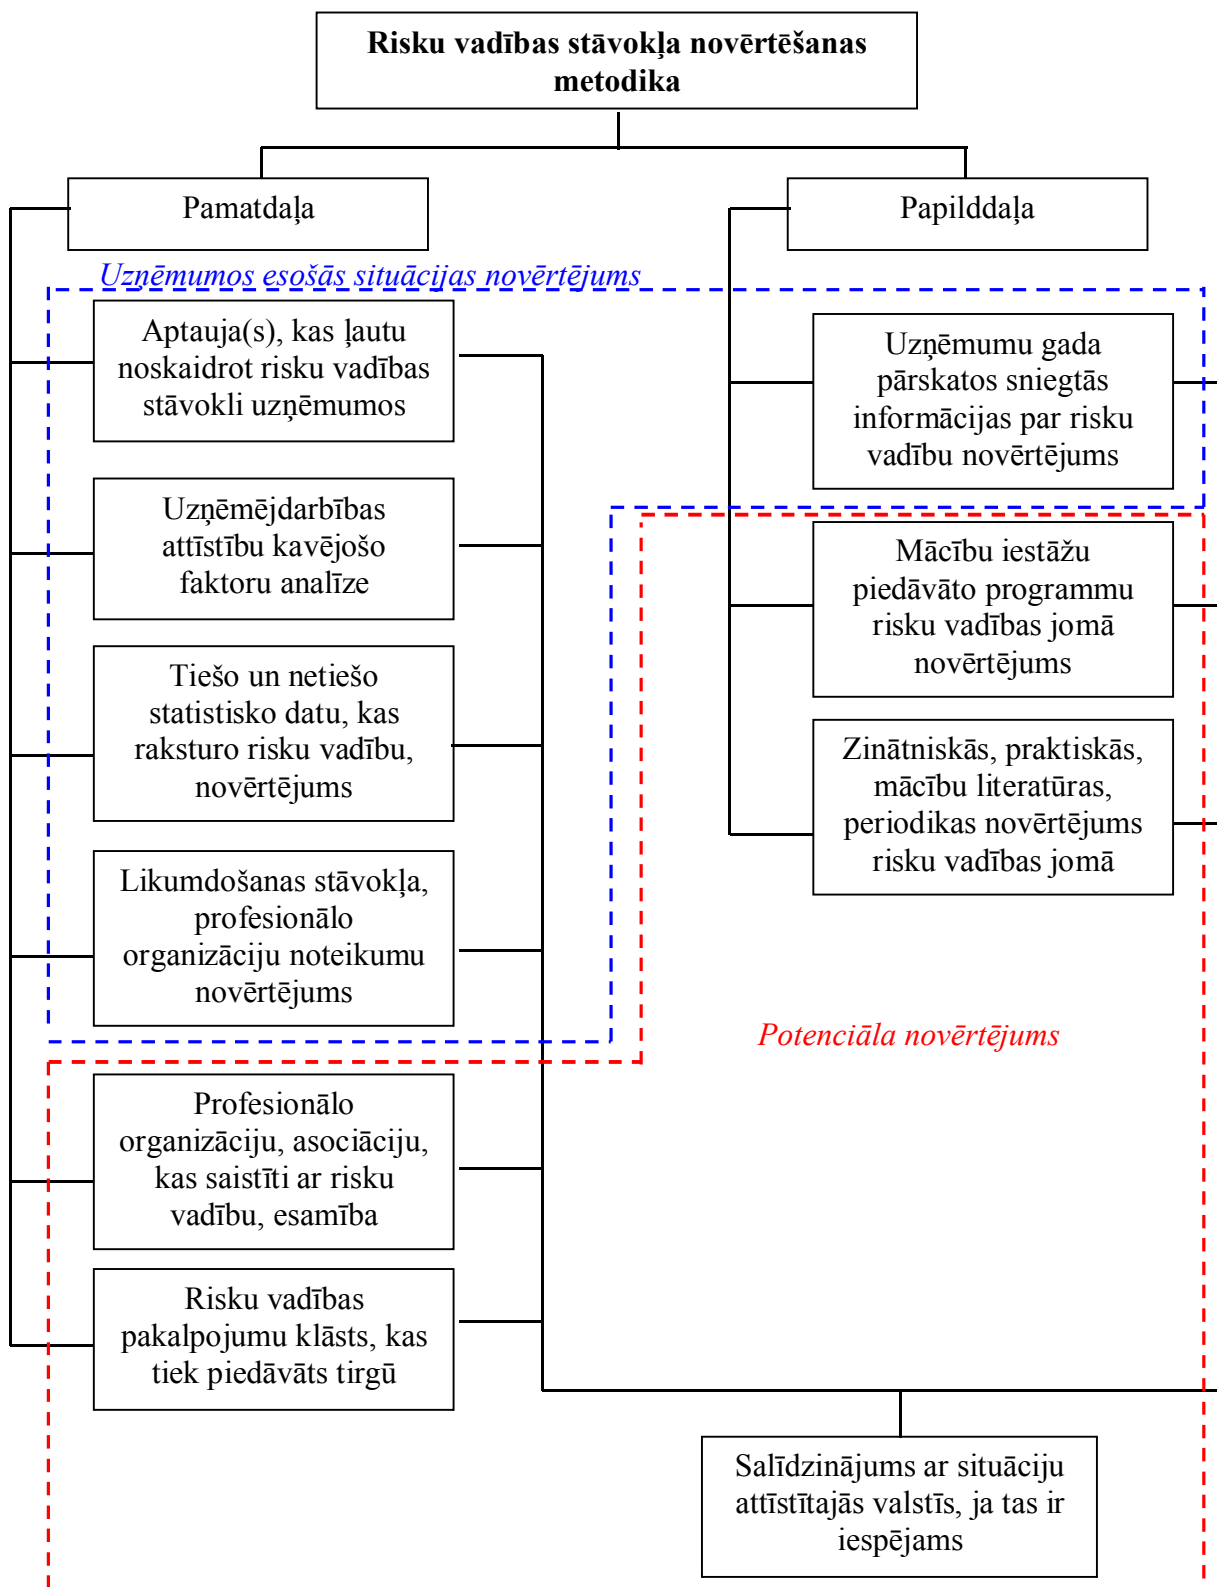 Risku vadības stāvokļa novērtēšanas
metodika
Pamatdaļa
Papilddaļa
Uzņēmumos esošās situācijas novērtējums
Aptauja(s), kas ļautu
noskaidrot risku vadības
stāvokli uzņēmumos
Uzņēmējdarbības
attīstību kavējošo
faktoru analīze
Tiešo un netiešo
statistisko datu, kas
raksturo risku vadību,
novērtējums
Likumdošanas stāvokļa,
profesionālo
organizāciju noteikumu
novērtējums
Profesionālo
organizāciju, asociāciju,
kas saistīti ar risku
vadību, esamība
Risku vadības
pakalpojumu klāsts, kas
tiek piedāvāts tirgū
Uzņēmumu gada
pārskatos sniegtās
informācijas par risku
vadību novērtējums
Mācību iestāžu
piedāvāto programmu
risku vadības jomā
novērtējums
Zinātniskās, praktiskās,
mācību literatūras,
periodikas novērtējums
risku vadības jomā
Potenciāla novērtējums
Salīdzinājums ar situāciju
attīstītajās valstīs, ja tas ir
iespējams